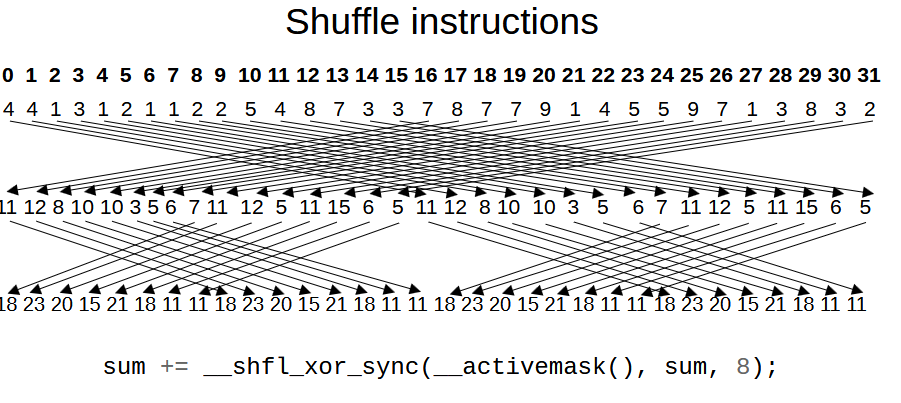 Shuffle instructions
0 1 2 3 4 5 6 7 8 9 10 11 12 13 14 15 16 17 18 19 20 21 22 23 24 25 26 27 28 29 30 31
4 4 1 3 1 2 1 1 2 2 5 4 8 7 3 3 7 8 7 7 9 1 4 5 5 9 7 1 3 8 3 2
11 12 8 10 10 3 5 6 7 11 12 5 11 15 6 5 11 12 8 10 10 3 5 6 7 11 12 5 11 15 6 5
18 23 20 15 21 18 11 11 18 23 20 15 21 18 11 11 18 23 20 15 21 18 11 11 18 23 20 15 21 18 11 11
sum += __shfl_xor_sync(__activemask(), sum, 8);